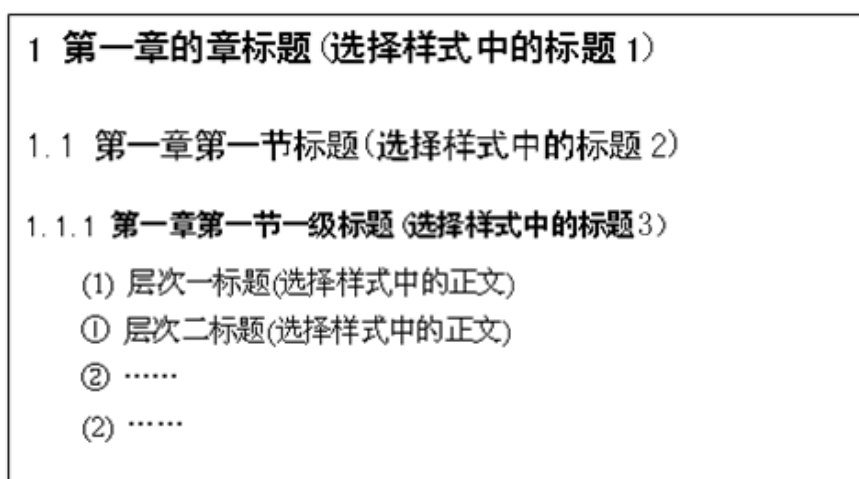 1 第一章的章标题(选择样式中的标题 1)
1.1 第一章第一节标题(选择样式中的标题 2)
1.1.1 第一章第一节一级标题(选择样式中的标题3)
(1) 层次一标题(选择样式中的正文)
① 层次二标题(选择样式中的正文)
② ……
(2) ……